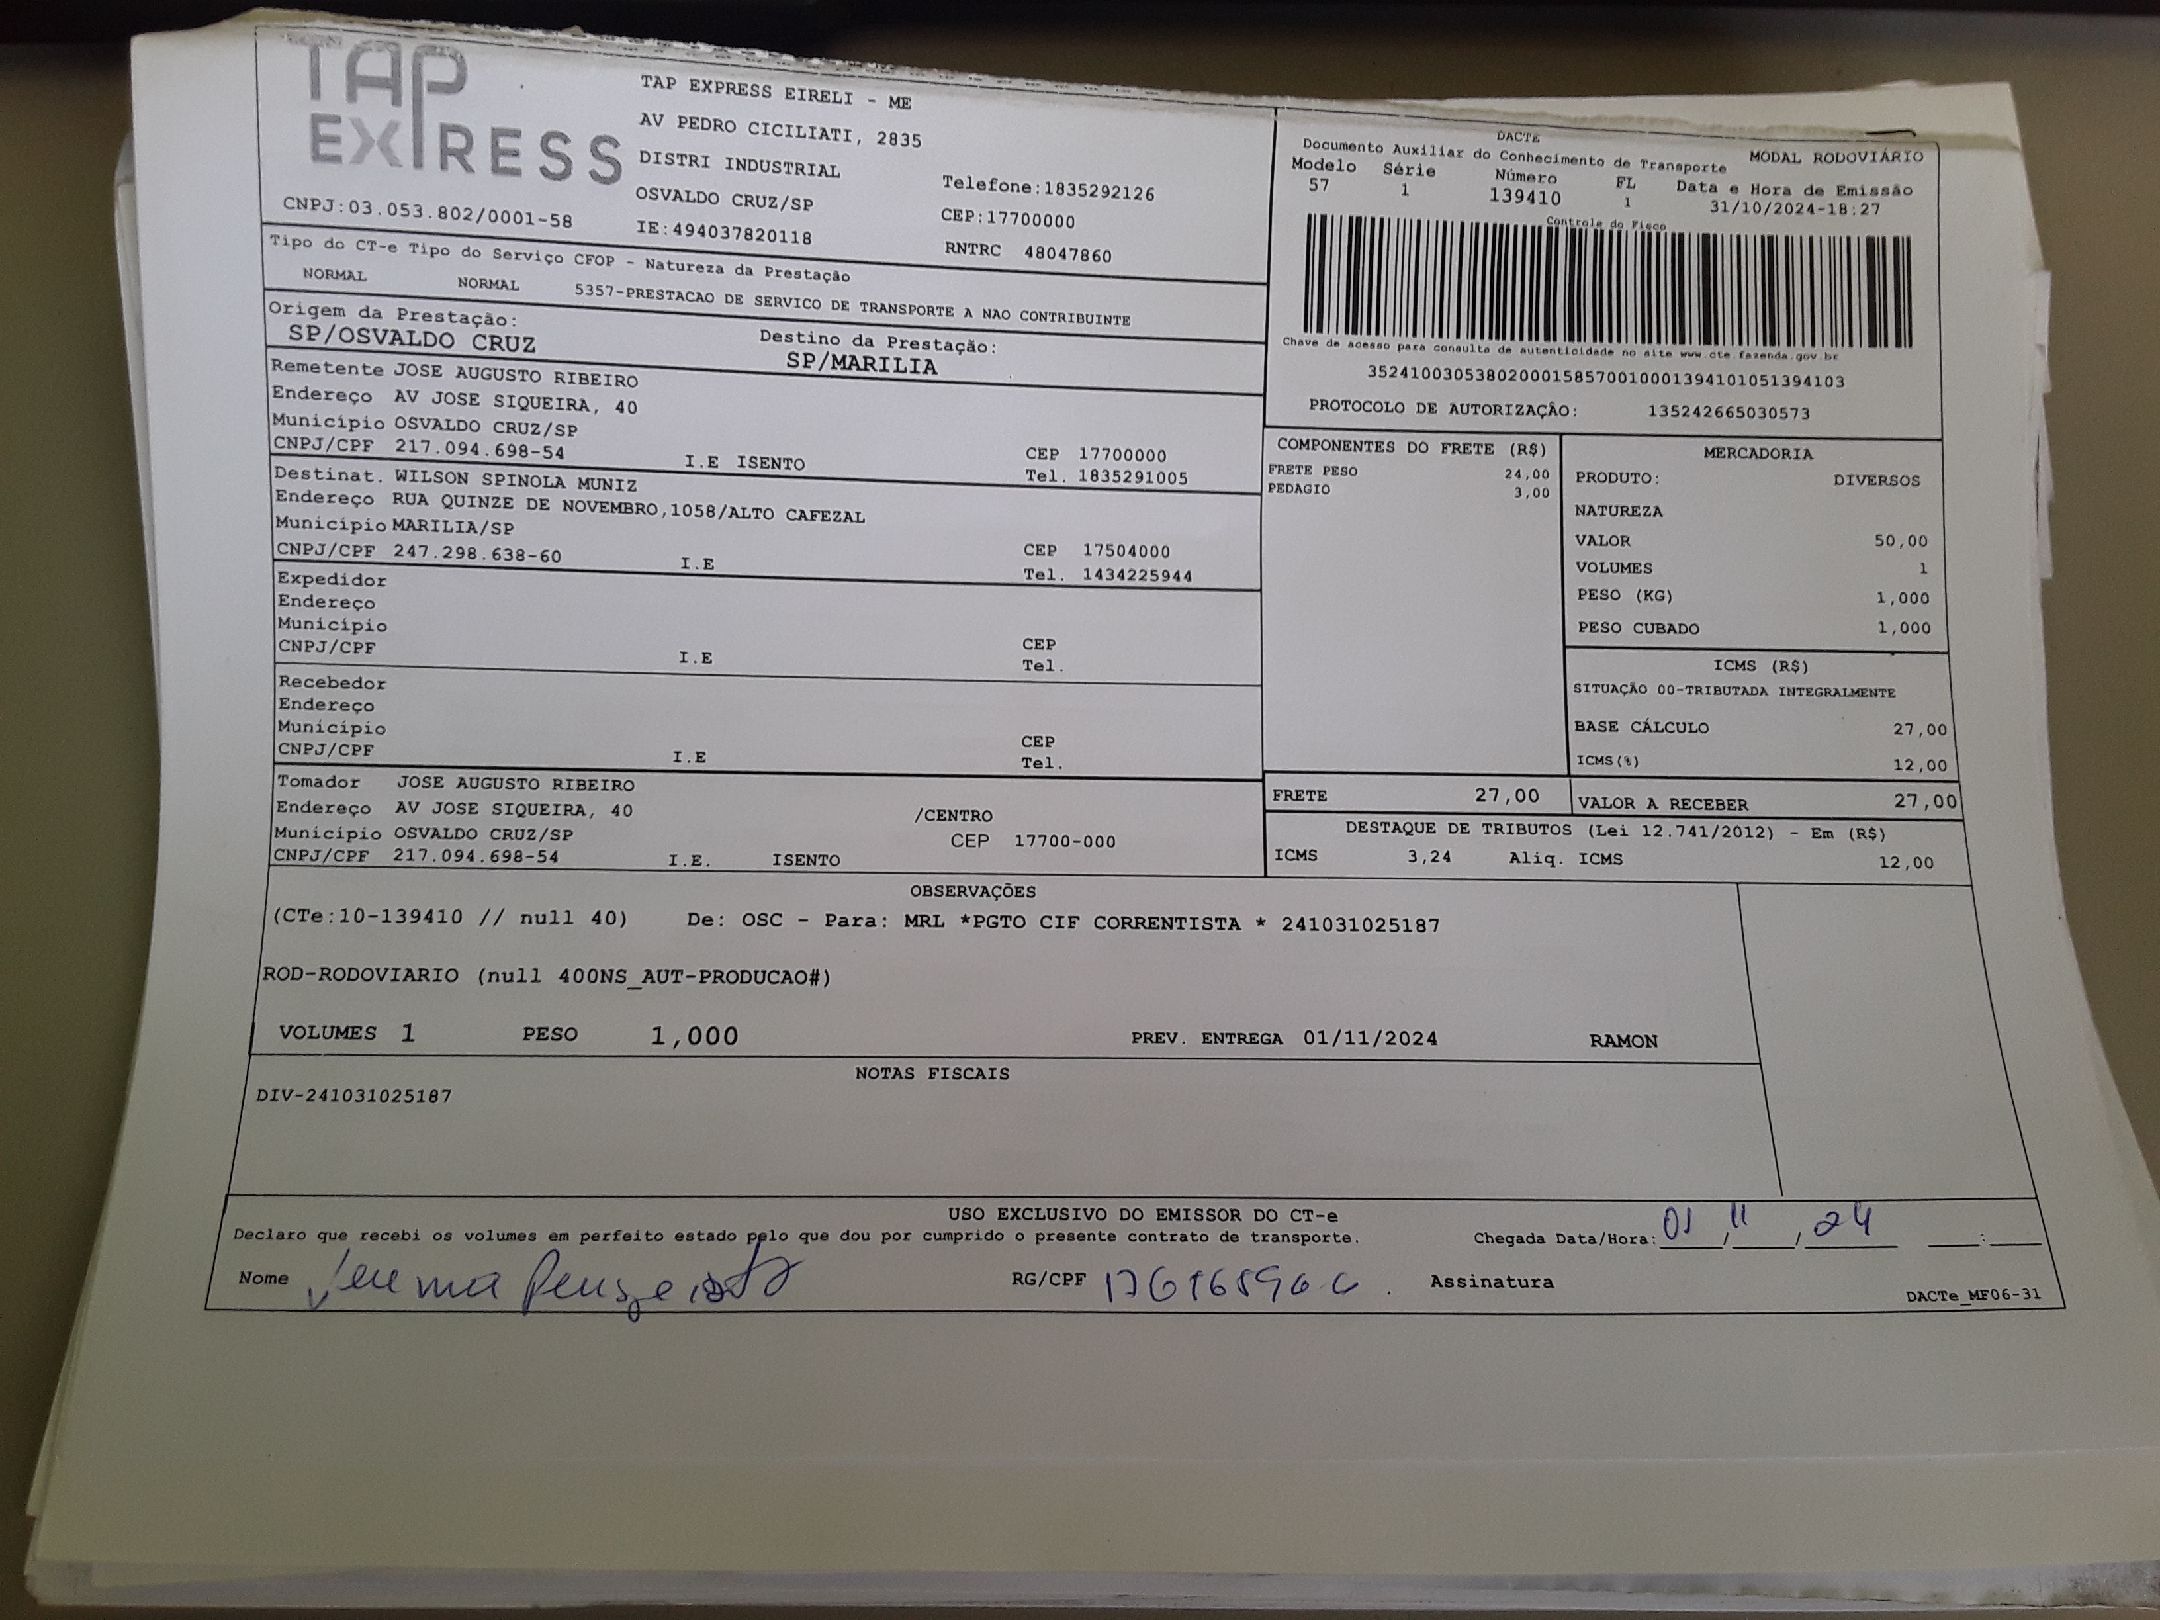 TAP EXPRESS
TAP EXPRESS EIRELI - ME
AV PEDRO CICILIATI, 2835
DISTRI INDUSTRIAL
OSVALDO CRUZ/SP
Telefone:1835292126
CEP:17700000
CNPJ:03.053.802/0001-58
IE:494037820118
RNTRC 48047860
DACTE
Documento Auxiliar do Conhecimento de Transporte
MODAL RODOVIÁRIO
Modelo Série Número FL Data e Hora de Emissão
57 1 139410 1 31/10/2024-18:27
Controle do Fisco
Chave de acesso para consulta de autenticidade no site www.cte.fazenda.gov.br
35241003053802000158570010001394101051394103
PROTOCOLO DE AUTORIZAÇÂO: 135242665030573
Tipo do CT-e Tipo do Serviço CFOP - Natureza da Prestação
NORMAL NORMAL 5357-PRESTACAO DE SERVICO DE TRANSPORTE A NAO CONTRIBUINTE
Origem da Prestação:
SP/OSVALDO CRUZ
Destino da Prestação:
SP/MARILIA
Remetente JOSE AUGUSTO RIBEIRO
Endereço AV JOSE SIQUEIRA, 40
Município OSVALDO CRUZ/SP
CEP 17700000
CNPJ/CPF 217.094.698-54 I.E ISENTO Tel. 1835291005
Destinat. WILSON SPINOLA MUNIZ
Endereço RUA QUINZE DE NOVEMBRO,1058/ALTO CAFEZAL
Município MARILIA/SP
CEP 17504000
CNPJ/CPF 247.298.638-60 I.E Tel. 1434225944
Expedidor
Endereço
Município
CEP
CNPJ/CPF I.E Tel.
Recebedor
Endereço
Município
CEP
CNPJ/CPF I.E Tel.
Tomador JOSE AUGUSTO RIBEIRO
Endereço AV JOSE SIQUEIRA, 40 /CENTRO
Município OSVALDO CRUZ/SP CEP 17700-000
CNPJ/CPF 217.094.698-54 I.E. ISENTO
COMPONENTES DO FRETE (R$)
FRETE PESO 24,00
PEDAGIO 3,00
MERCADORIA
PRODUTO: DIVERSOS
NATUREZA
VALOR 50,00
VOLUMES 1
PESO (KG) 1,000
PESO CUBADO 1,000
ICMS (R$)
SITUAÇÃO 00-TRIBUTADA INTEGRALMENTE
BASE CÁLCULO 27,00
ICMS(%) 12,00
FRETE 27,00
VALOR A RECEBER 27,00
DESTAQUE DE TRIBUTOS (Lei 12.741/2012) - Em (R$)
ICMS 3,24 Aliq. ICMS 12,00
OBSERVAÇÕES
(CTe:10-139410 // null 40) De: OSC - Para: MRL *PGTO CIF CORRENTISTA * 241031025187
ROD-RODOVIARIO (null 400NS_AUT-PRODUCAO#)
VOLUMES 1 PESO 1,000 PREV. ENTREGA 01/11/2024 RAMON
NOTAS FISCAIS
DIV-241031025187
USO EXCLUSIVO DO EMISSOR DO CT-e
Declaro que recebi os volumes em perfeito estado pelo que dou por cumprido o presente contrato de transporte.
Chegada Data/Hora: 01/11/24 __:__
Nome
RG/CPF
Assinatura
DACTe_MF06-31